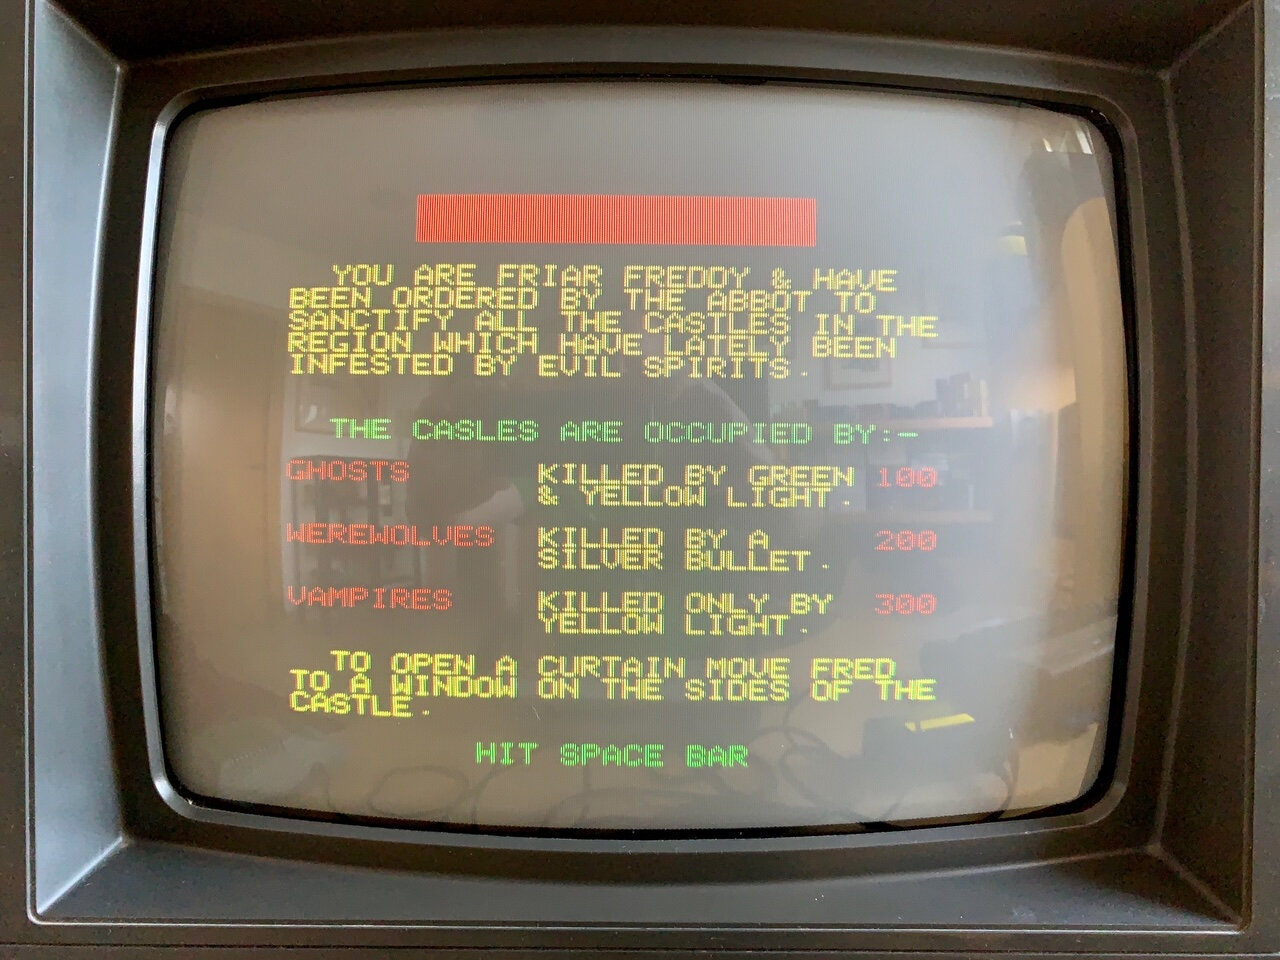 YOU ARE FRIAR FREDDY & HAVE
BEEN ORDERED BY THE ABBOT TO
SANCTIFY ALL THE CASTLES IN THE
REGION WHICH HAVE LATELY BEEN
INFESTED BY EVIL SPIRITS.
THE CASLES ARE OCCUPIED BY:-
GHOSTS KILLED BY GREEN 100
& YELLOW LIGHT.
WEREWOLVES KILLED BY A 200
SILVER BULLET.
VAMPIRES KILLED ONLY BY 300
YELLOW LIGHT.
TO OPEN A CURTAIN MOVE FRED
TO A WINDOW ON THE SIDES OF THE
CASTLE.
HIT SPACE BAR